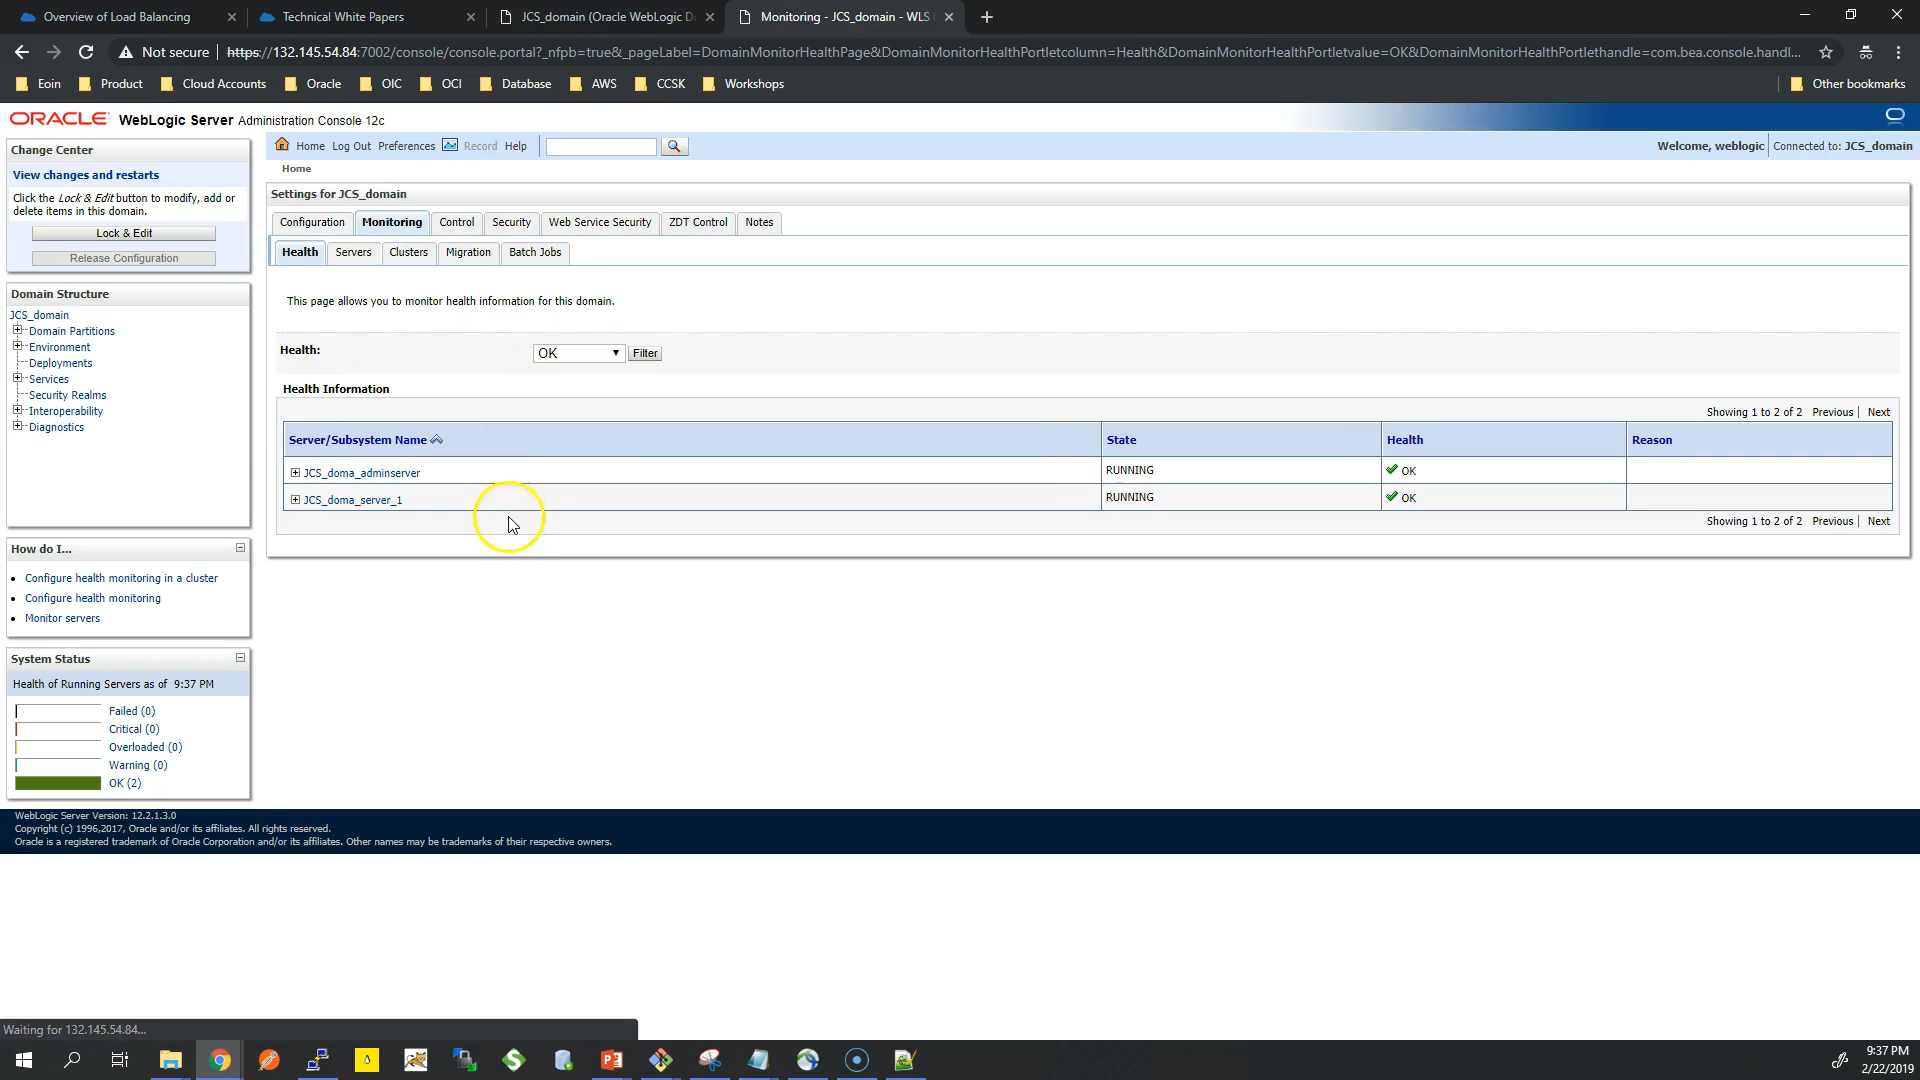 Overview of Load Balancing
Technical White Papers
JCS_domain (Oracle WebLogic D
Monitoring - JCS_domain - WLS
Not secure
https://132.145.54.84:7002/console/console.portal?_nfpb=true&_pageLabel=DomainMonitorHealthPage&DomainMonitorHealthPortletcolumn=Health&DomainMonitorHealthPortletvalue=OK&DomainMonitorHealthPortlethandle=com.bea.console.handl...
Eoin
Product
Cloud Accounts
Oracle
OIC
OCI
Database
AWS
CCSK
Workshops
Other bookmarks
ORACLE WebLogic Server Administration Console 12c
Change Center
View changes and restarts
Click the Lock & Edit button to modify, add or
delete items in this domain.
Lock & Edit
Release Configuration
Domain Structure
JCS_domain
Domain Partitions
Environment
Deployments
Services
Security Realms
Interoperability
Diagnostics
How do I...
Configure health monitoring in a cluster
Configure health monitoring
Monitor servers
System Status
Health of Running Servers as of 9:37 PM
Failed (0)
Critical (0)
Overloaded (0)
Warning (0)
OK (2)
Home Log Out Preferences Record Help
Welcome, weblogic Connected to: JCS_domain
Home
Settings for JCS_domain
Configuration Monitoring Control Security Web Service Security ZDT Control Notes
Health Servers Clusters Migration Batch Jobs
This page allows you to monitor health information for this domain.
Health: OK Filter
Health Information
Showing 1 to 2 of 2 Previous | Next
Server/Subsystem Name State Health Reason
JCS_doma_adminserver RUNNING OK
JCS_doma_server_1 RUNNING OK
Showing 1 to 2 of 2 Previous | Next
WebLogic Server Version: 12.2.1.3.0
Copyright (c) 1996,2017, Oracle and/or its affiliates. All rights reserved.
Oracle is a registered trademark of Oracle Corporation and/or its affiliates. Other names may be trademarks of their respective owners.
Waiting for 132.145.54.84...
9:37 PM
2/22/2019